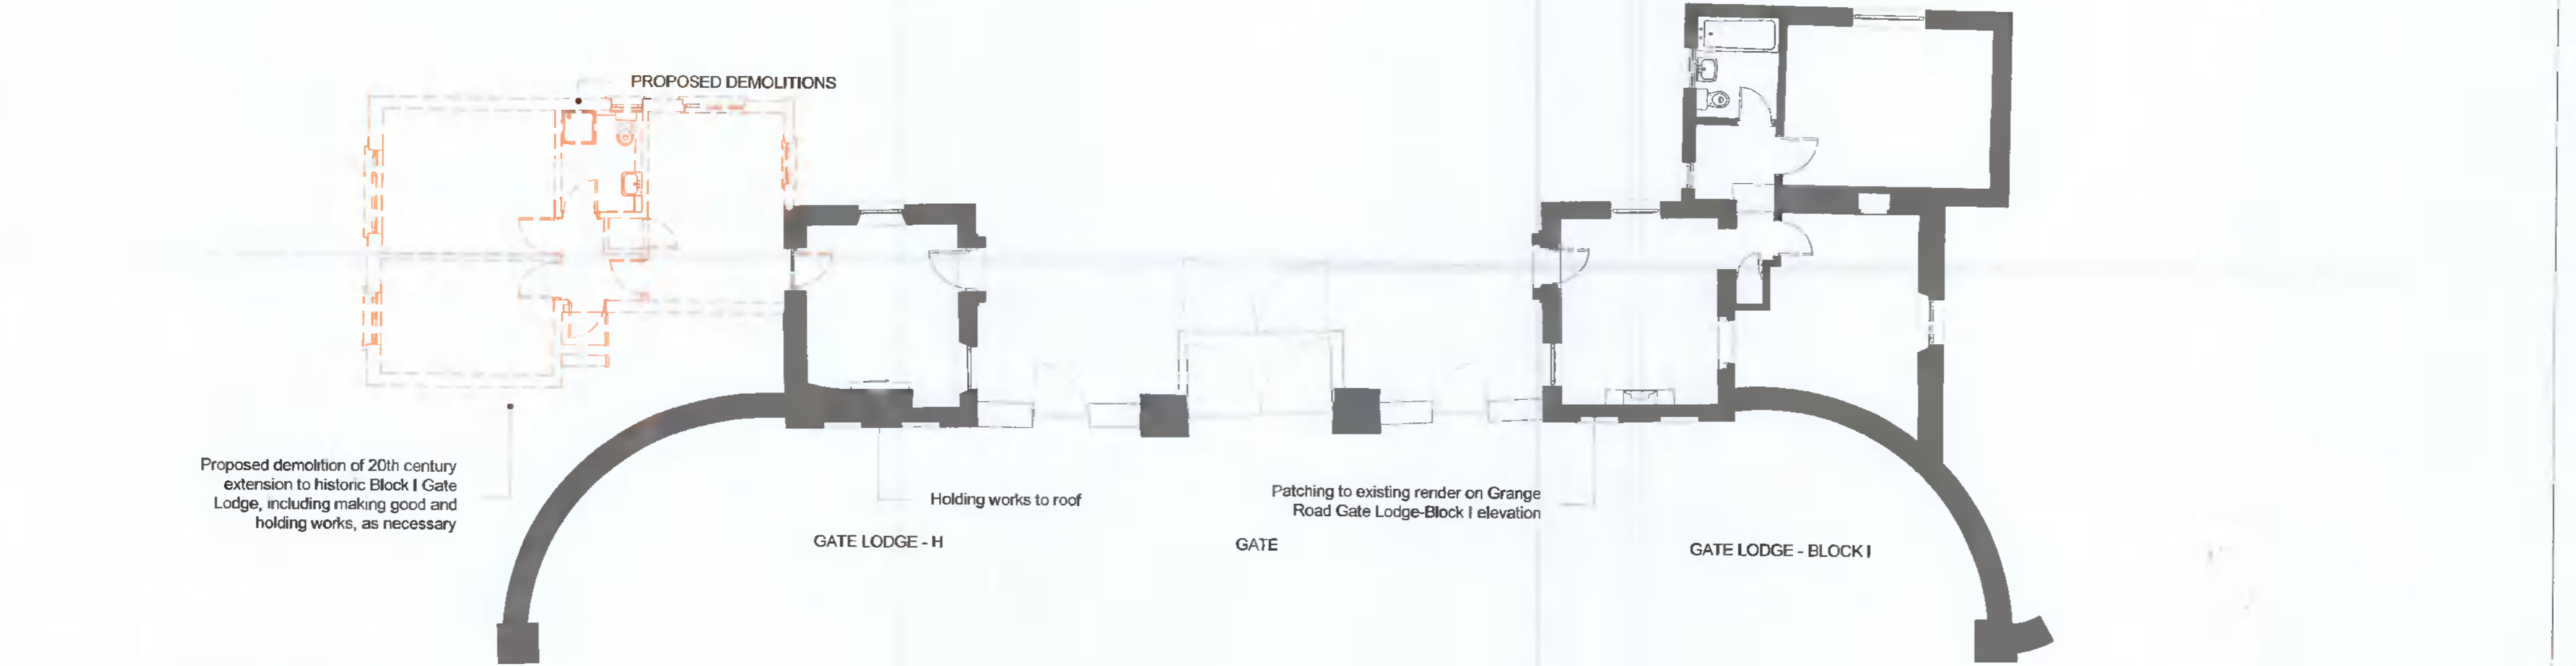 PROPOSED DEMOLITIONS
Proposed demolition of 20th century
extension to historic Block I Gate
Lodge, including making good and
holding works, as necessary
Holding works to roof
GATE LODGE - H
Patching to existing render on Grange
Road Gate Lodge-Block I elevation
GATE
GATE LODGE - BLOCK I